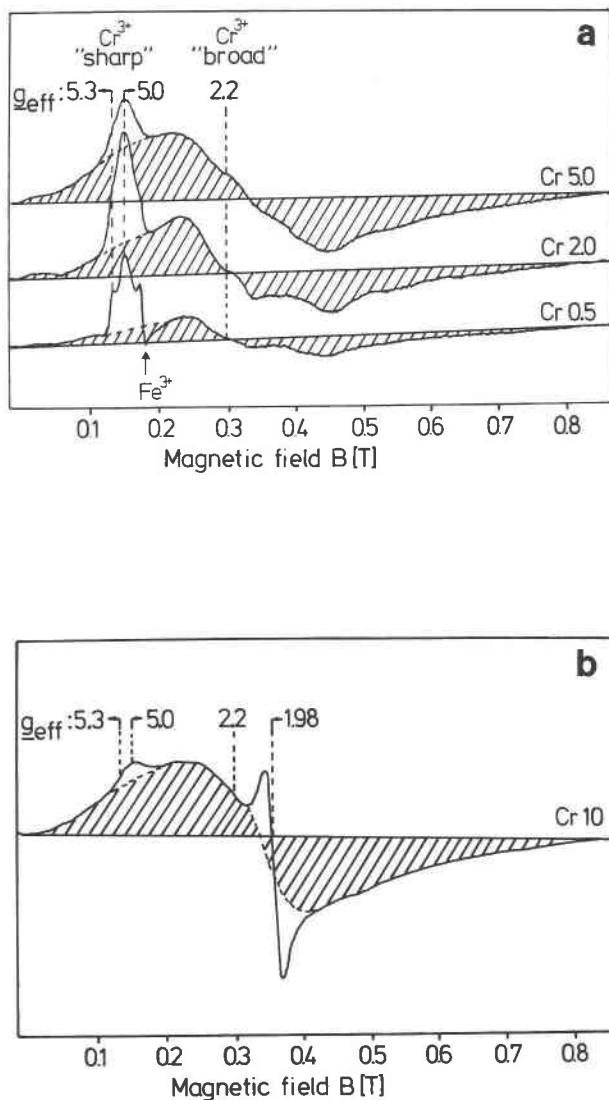 a
Cr³⁺ Cr³⁺
"sharp" "broad"
geff:5.3 5.0 2.2
Cr 5.0
Cr 2.0
Cr 0.5
Fe³⁺
0.1 0.2 0.3 0.4 0.5 0.6 0.7 0.8
Magnetic field B[T]
b
geff:5.3 5.0 2.2 1.98
Cr 10
0.1 0.2 0.3 0.4 0.5 0.6 0.7 0.8
Magnetic field B[T]